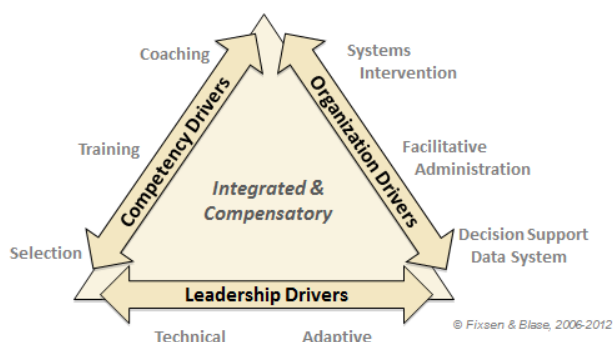 Coaching
Systems
Intervention
Competency Drivers
Organization Drivers
Training
Facilitative
Administration
Integrated &
Compensatory
Selection
Decision Support
Data System
Leadership Drivers
© Fixsen & Blase, 2006-2012
Technical
Adaptive